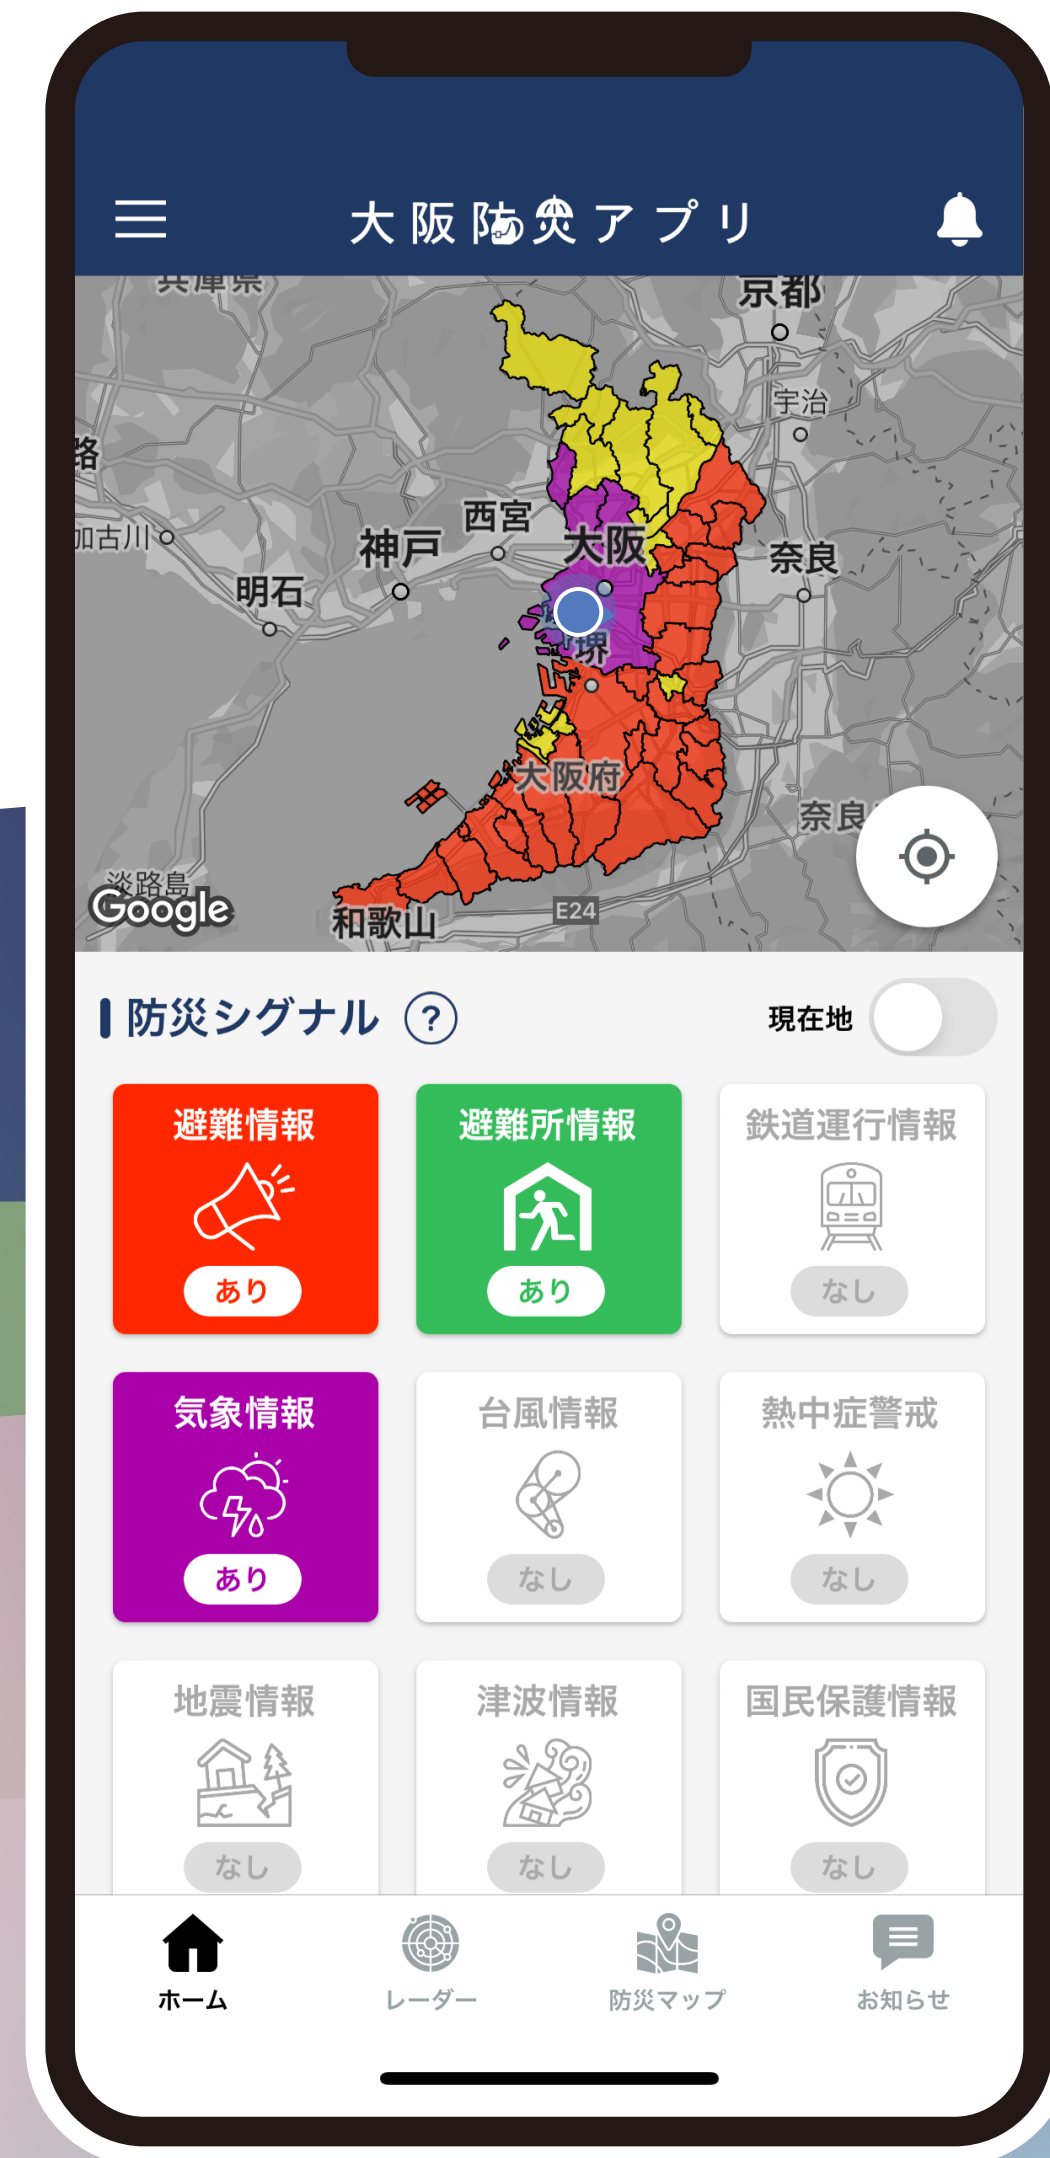 大阪防災アプリ
兵庫県
京都
宇治
路
西宮
加古川
神戸
大阪
奈良
明石
堺
大阪府
奈良
淡路島
Google
和歌山
E24
防災シグナル ? 現在地
避難情報 避難所情報 鉄道運行情報
あり あり なし
気象情報 台風情報 熱中症警戒
あり なし なし
地震情報 津波情報 国民保護情報
なし なし なし
ホーム レーダー 防災マップ お知らせ